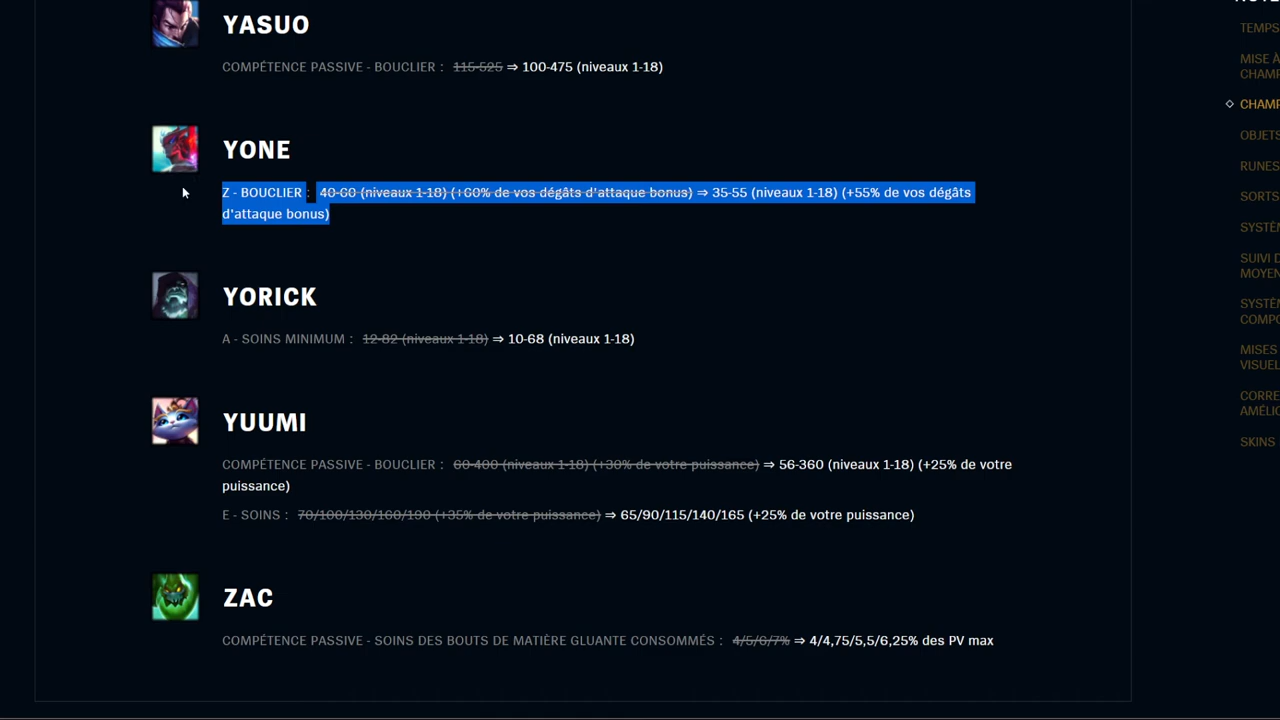 YASUO
COMPÉTENCE PASSIVE - BOUCLIER : 115-525 ⇒ 100-475 (niveaux 1-18)
YONE
Z - BOUCLIER : 40-60 (niveaux 1-18) (+60% de vos dégâts d'attaque bonus) ⇒ 35-55 (niveaux 1-18) (+55% de vos dégâts
d'attaque bonus)
YORICK
A - SOINS MINIMUM : 12-82 (niveaux 1-18) ⇒ 10-68 (niveaux 1-18)
YUUMI
COMPÉTENCE PASSIVE - BOUCLIER : 60-400 (niveaux 1-18) (+30% de votre puissance) ⇒ 56-360 (niveaux 1-18) (+25% de votre
puissance)
E - SOINS : 70/100/130/160/190 (+35% de votre puissance) ⇒ 65/90/115/140/165 (+25% de votre puissance)
ZAC
COMPÉTENCE PASSIVE - SOINS DES BOUTS DE MATIÈRE GLUANTE CONSOMMÉS : 4/5/6/7% ⇒ 4/4,75/5,5/6,25% des PV max
TEMPS
MISE À
CHAMP
CHAMP
OBJETS
RUNES
SORTS
SYSTÈM
SUIVI D
MOYEN
SYSTÈM
COMPO
MISES
VISUEL
CORRE
AMÉLIO
SKINS